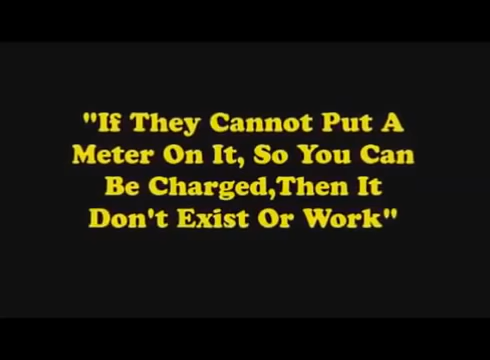 "If They Cannot Put A
Meter On It, So You Can
Be Charged,Then It
Don't Exist Or Work"